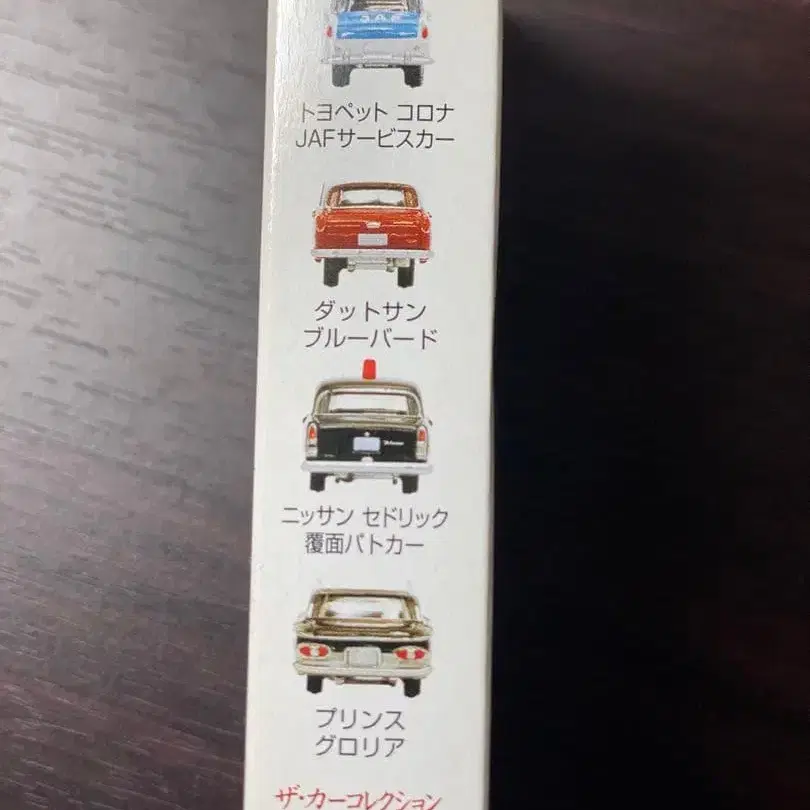 JAF
トヨペット コロナ
JAFサービスカー
ダットサン
ブルーバード
ニッサン セドリック
覆面パトカー
プリンス
グロリア
ザ・カーコレクション